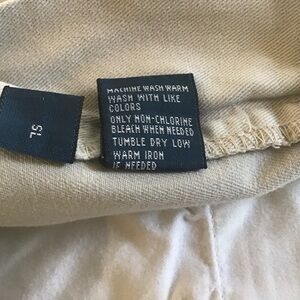 MACHINE WASH WARM
WASH WITH LIKE
COLORS
ONLY NON-CHLORINE
BLEACH WHEN NEEDED
TUMBLE DRY LOW
WARM IRON
IF NEEDED
SL